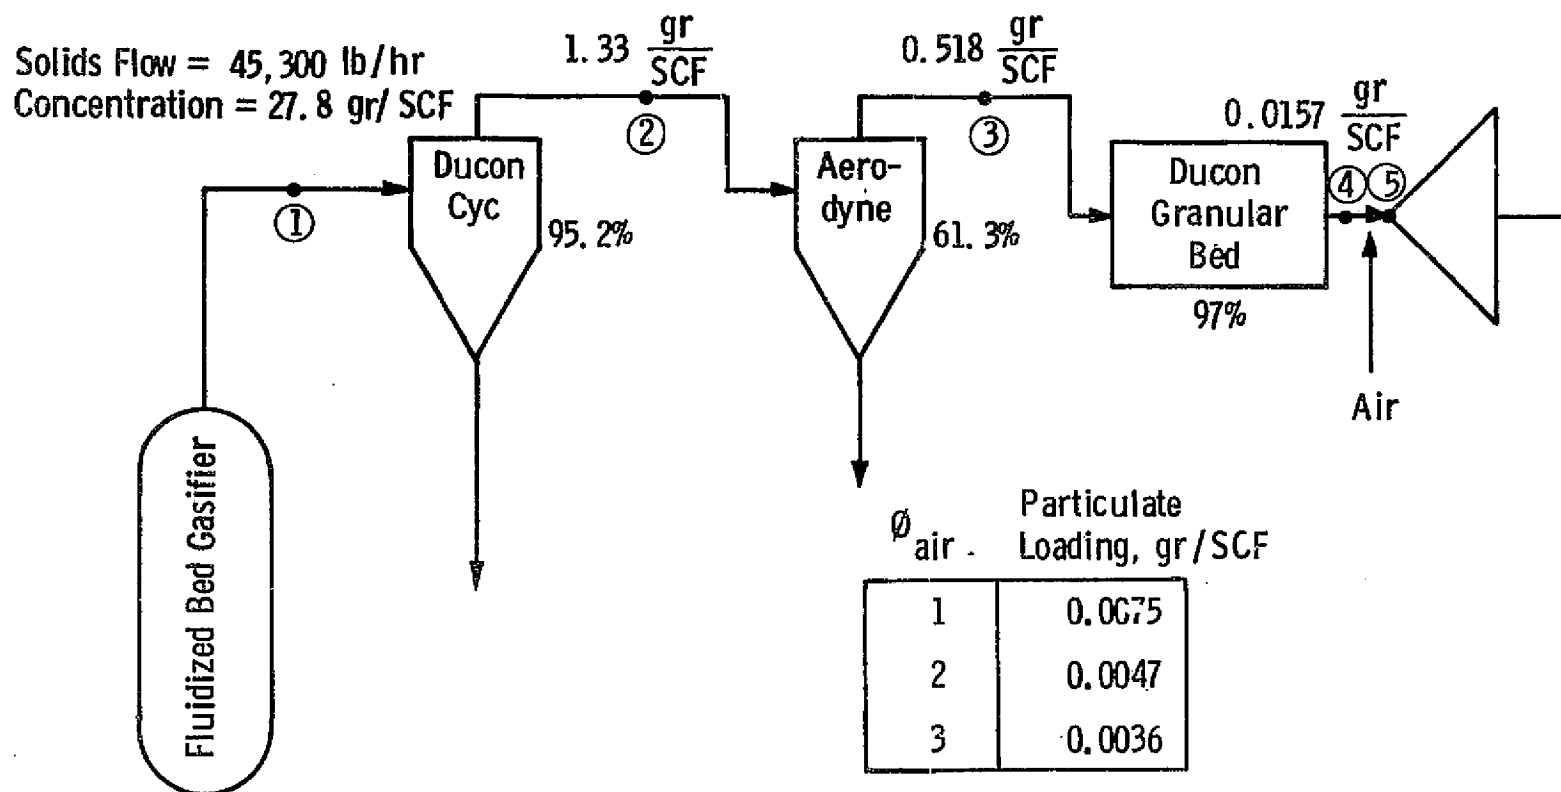 Solids Flow = 45,300 lb/hr
Concentration = 27.8 gr/SCF
1.33 gr/SCF
0.518 gr/SCF
0.0157 gr/SCF
①
②
③
④ ⑤
Ducon
Cyc
95.2%
Aero-
dyne
61.3%
Ducon
Granular
Bed
97%
Air
Fluidized Bed Gasifier
Ø air
Particulate
Loading, gr/SCF
1 0.0075
2 0.0047
3 0.0036